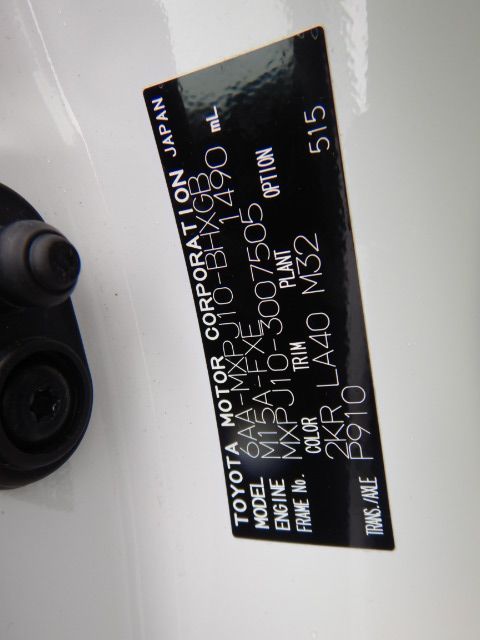 TOYOTA MOTOR CORPORATION JAPAN
MODEL 6AA-MXPJ10-BHXGB
ENGINE M15A-FXE 1490 mL
FRAME No. MXPJ10-3007505
COLOR TRIM PLANT OPTION
2KR LA40 M32 515
TRANS./AXLE P910